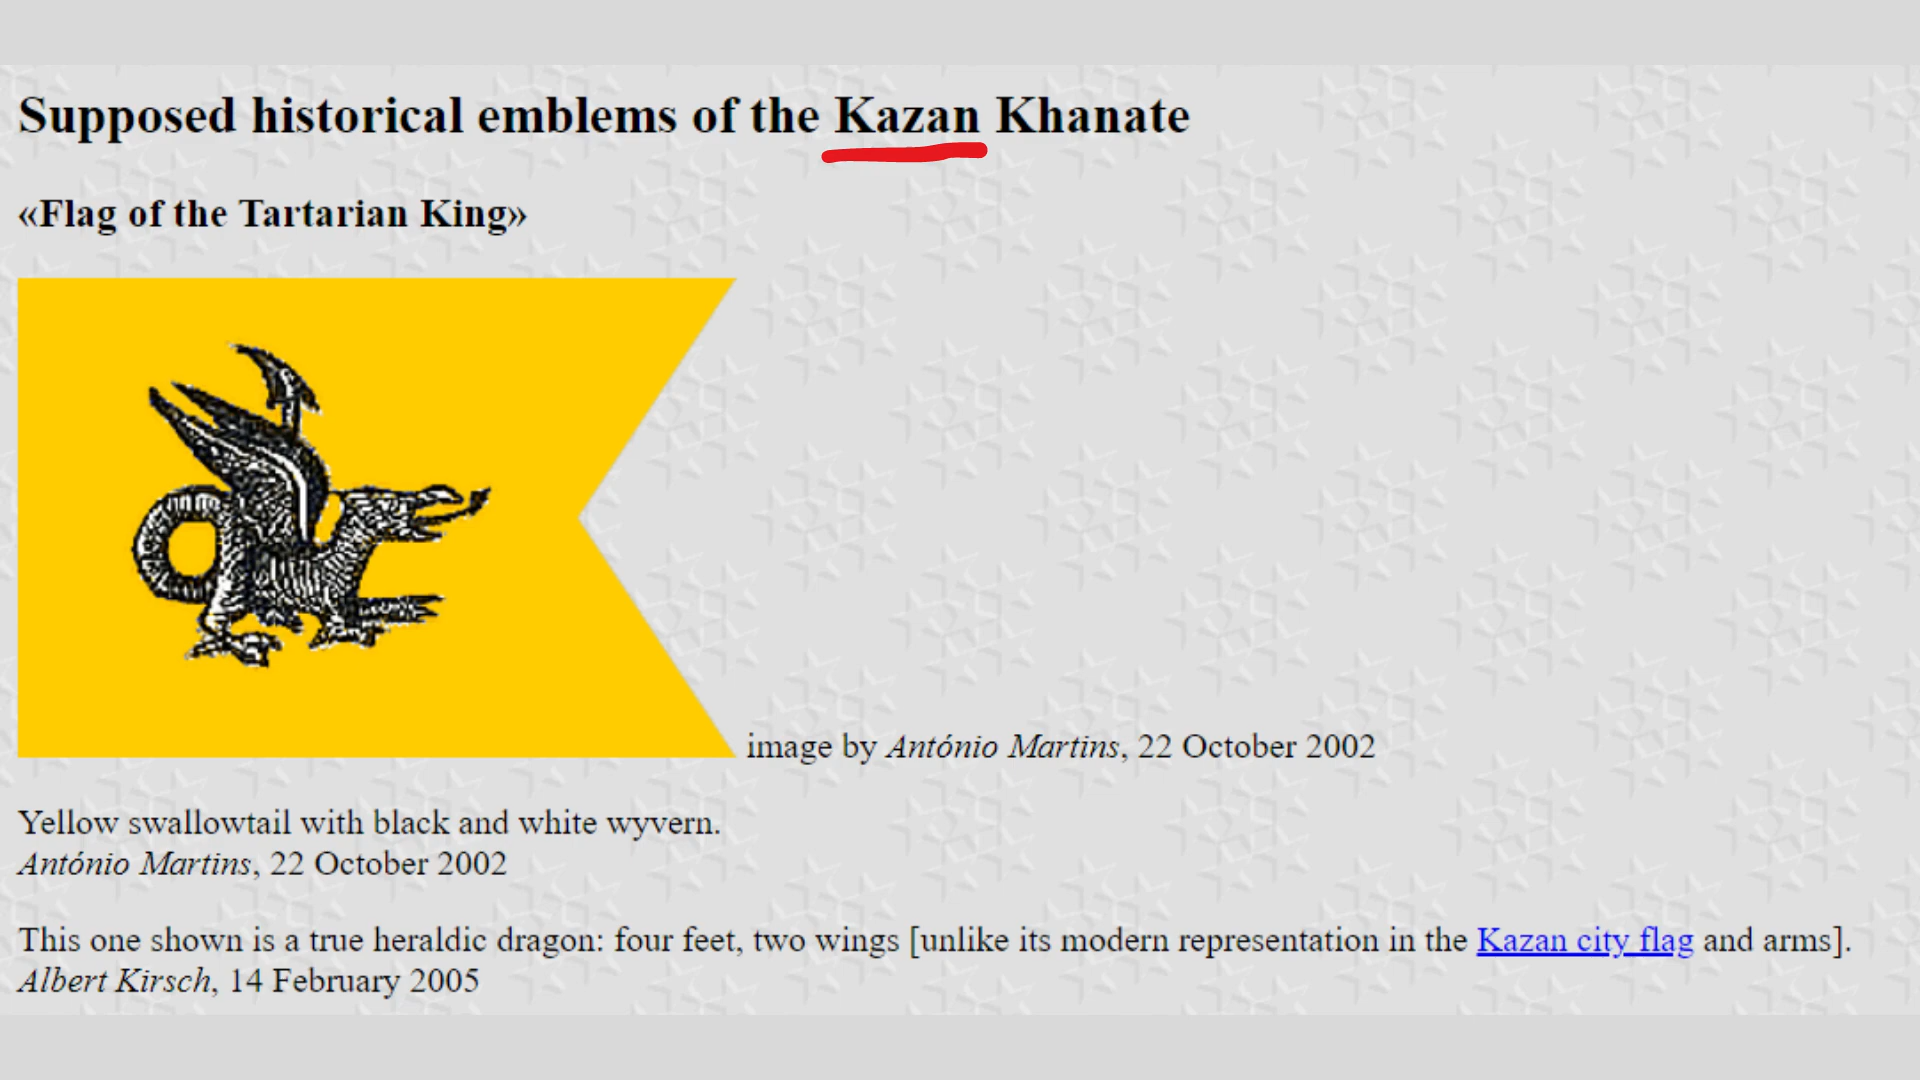 Supposed historical emblems of the Kazan Khanate
«Flag of the Tartarian King»
image by António Martins, 22 October 2002
Yellow swallowtail with black and white wyvern.
António Martins, 22 October 2002
This one shown is a true heraldic dragon: four feet, two wings [unlike its modern representation in the Kazan city flag and arms].
Albert Kirsch, 14 February 2005